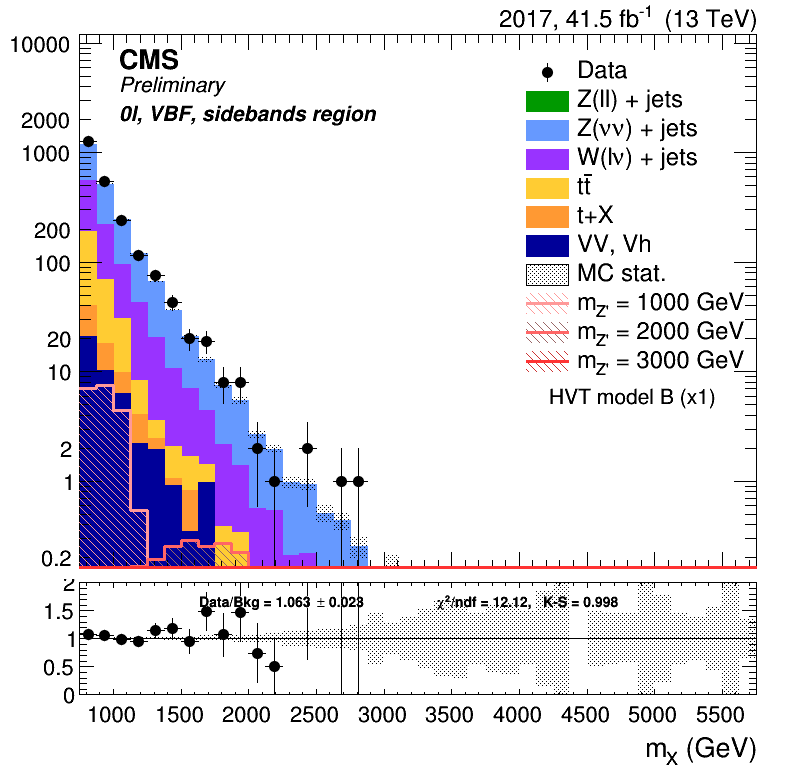 2017, 41.5 fb⁻¹ (13 TeV)
CMS
Preliminary
0l, VBF, sidebands region
Data
Z(ll) + jets
Z(νν) + jets
W(lν) + jets
tt̄
t+X
VV, Vh
MC stat.
m_Z' = 1000 GeV
m_Z' = 2000 GeV
m_Z' = 3000 GeV
HVT model B (x1)
10000
2000
1000
200
100
20
10
2
1
0.2
Data/Bkg = 1.063 ± 0.023
χ²/ndf = 12.12, K-S = 0.998
2
1.5
1
0.5
0
1000 1500 2000 2500 3000 3500 4000 4500 5000 5500
m_X (GeV)